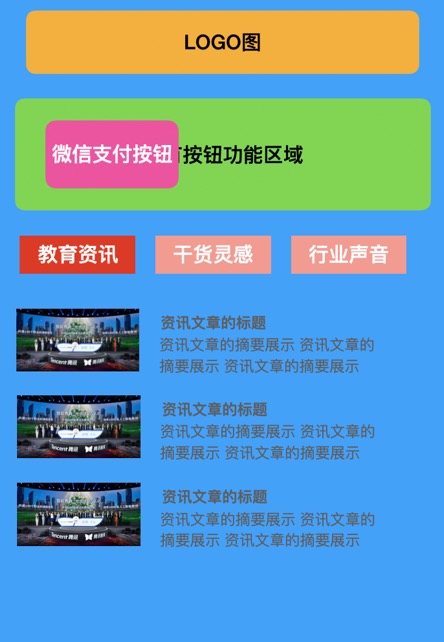 LOGO图
微信支付按钮
按钮功能区域
教育资讯
干货灵感
行业声音
资讯文章的标题
资讯文章的摘要展示 资讯文章的
摘要展示 资讯文章的摘要展示
Tencent 腾讯
资讯文章的标题
资讯文章的摘要展示 资讯文章的
摘要展示 资讯文章的摘要展示
Tencent 腾讯
资讯文章的标题
资讯文章的摘要展示 资讯文章的
摘要展示 资讯文章的摘要展示
Tencent 腾讯